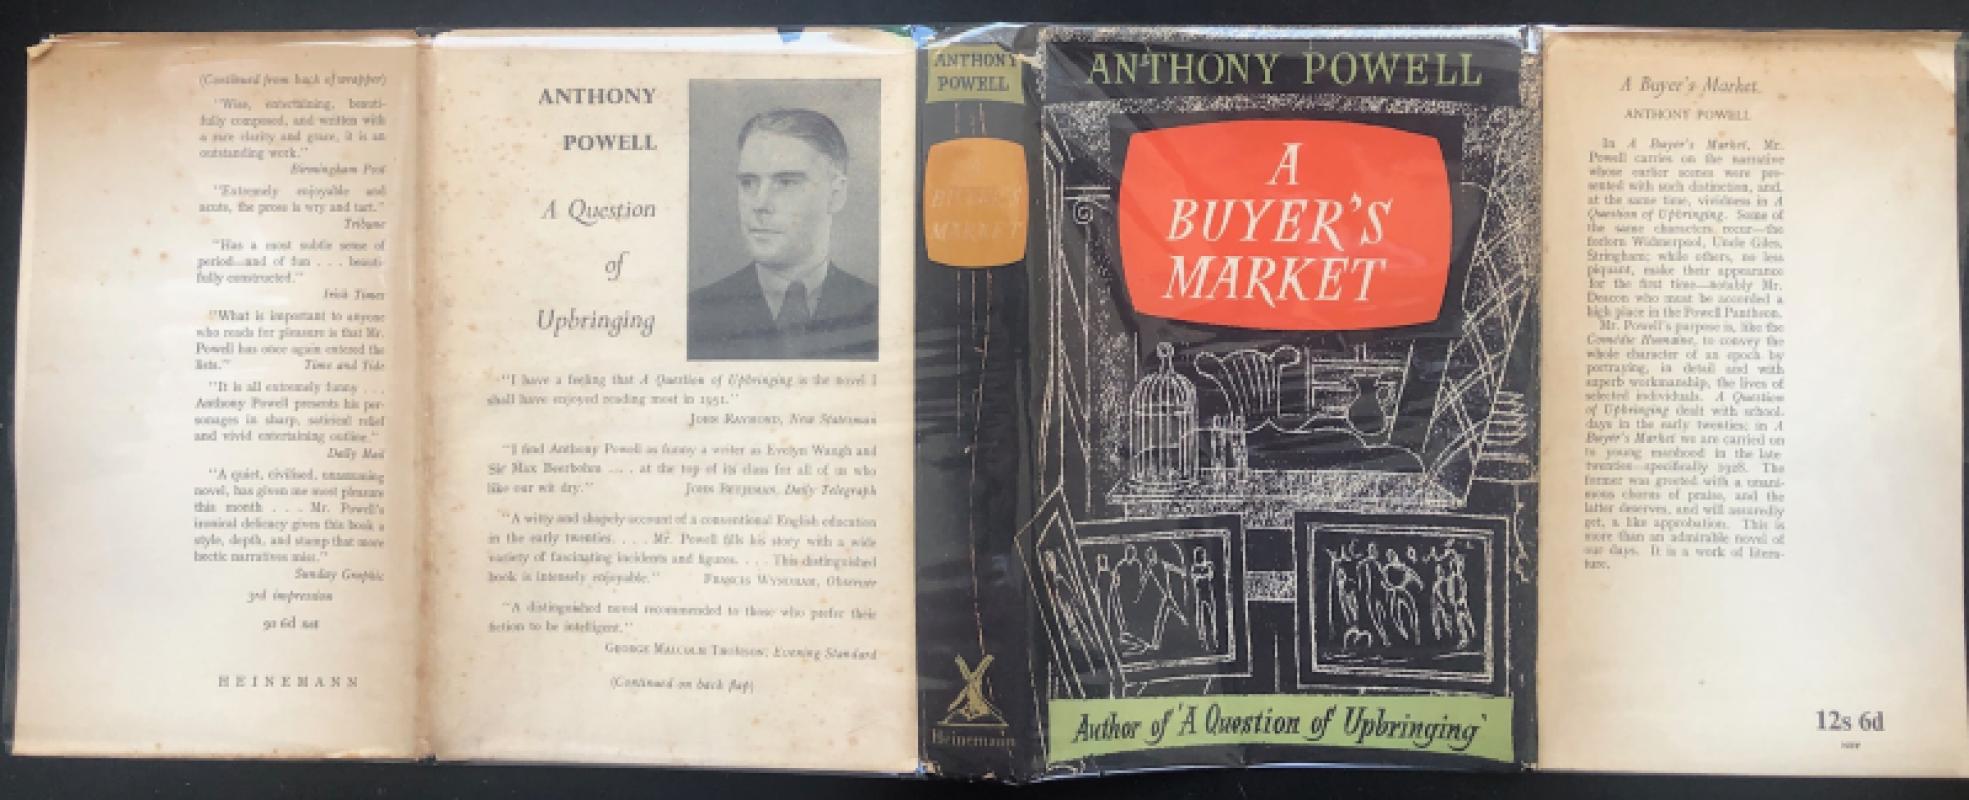 (Continued from back of wrapper)
"Wise, entertaining, beauti-
fully composed, and written with
a rare clarity and grace, it is an
outstanding work."
Birmingham Post
"Extremely enjoyable and
acute, the prose is wry and tart."
Tribune
"Has a most subtle sense of
period—and of fun . . . beauti-
fully constructed."
Irish Times
"What is important to anyone
who reads for pleasure is that Mr.
Powell has once again entered the
lists." Time and Tide
"It is all extremely funny . . .
Anthony Powell presents his per-
sonages in sharp, satirical relief
and vivid entertaining outline."
Daily Mail
"A quiet, civilised, unassuming
novel, has given me most pleasure
this month . . . Mr. Powell's
ironical delicacy gives this book a
style, depth, and stamp that more
hectic narratives miss."
Sunday Graphic
3rd impression
9s 6d net
HEINEMANN
ANTHONY
POWELL
A Question
of
Upbringing
"I have a feeling that A Question of Upbringing is the novel I
shall have enjoyed reading most in 1951."
JOHN RAYMOND, New Statesman
"I find Anthony Powell as funny a writer as Evelyn Waugh and
Sir Max Beerbohm . . . at the top of its class for all of us who
like our wit dry." JOHN BETJEMAN, Daily Telegraph
"A witty and shapely account of a conventional English education
in the early twenties. . . . Mr. Powell fills his story with a wide
variety of fascinating incidents and figures. . . . This distinguished
book is intensely enjoyable." FRANCIS WYNDHAM, Observer
"A distinguished novel recommended to those who prefer their
fiction to be intelligent."
GEORGE MALCOLM THOMSON, Evening Standard
(Continued on back flap)
ANTHONY
POWELL
A
BUYER'S
MARKET
Heinemann
ANTHONY POWELL
A
BUYER'S
MARKET
Author of 'A Question of Upbringing'
A Buyer's Market
ANTHONY POWELL
In A Buyer's Market, Mr.
Powell carries on the narrative
whose earlier scenes were pre-
sented with such distinction, and,
at the same time, vividness in A
Question of Upbringing. Some of
the same characters recur—the
forlorn Widmerpool, Uncle Giles,
Stringham; while others, no less
piquant, make their appearance
for the first time—notably Mr.
Deacon who must be accorded a
high place in the Powell Pantheon.
Mr. Powell's purpose is, like the
Comédie Humaine, to convey the
whole character of an epoch by
portraying, in detail and with
superb workmanship, the lives of
selected individuals. A Question
of Upbringing dealt with school-
days in the early twenties; in A
Buyer's Market we are carried on
to young manhood in the late
twenties—specifically 1928. The
former was greeted with a unani-
mous chorus of praise, and the
latter deserves, and will assuredly
get, a like approbation. This is
more than an admirable novel of
our days. It is a work of litera-
ture.
12s 6d
NET